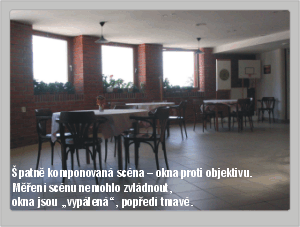 Špatně komponovaná scéna – okna proti objektivu.
Měření scénu nemohlo zvládnout,
okna jsou „vypálená“, popředí tmavé.